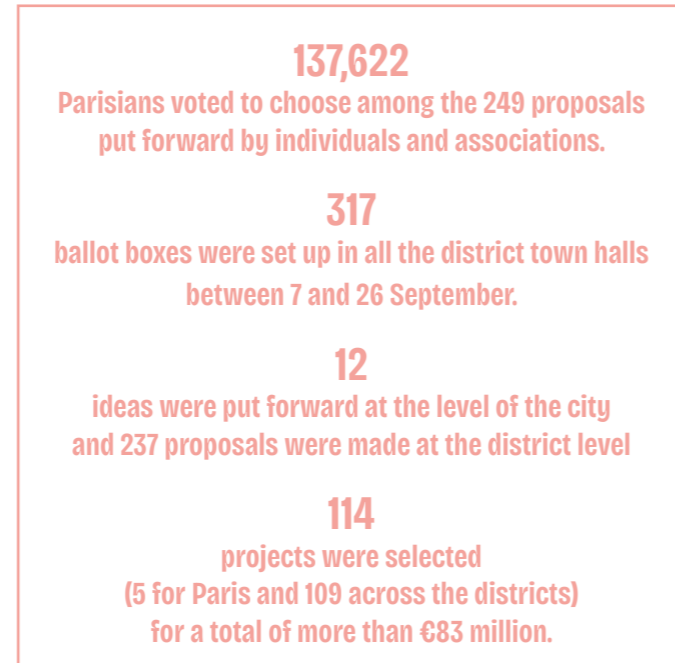 137,622
Parisians voted to choose among the 249 proposals
put forward by individuals and associations.
317
ballot boxes were set up in all the district town halls
between 7 and 26 September.
12
ideas were put forward at the level of the city
and 237 proposals were made at the district level
114
projects were selected
(5 for Paris and 109 across the districts)
for a total of more than €83 million.